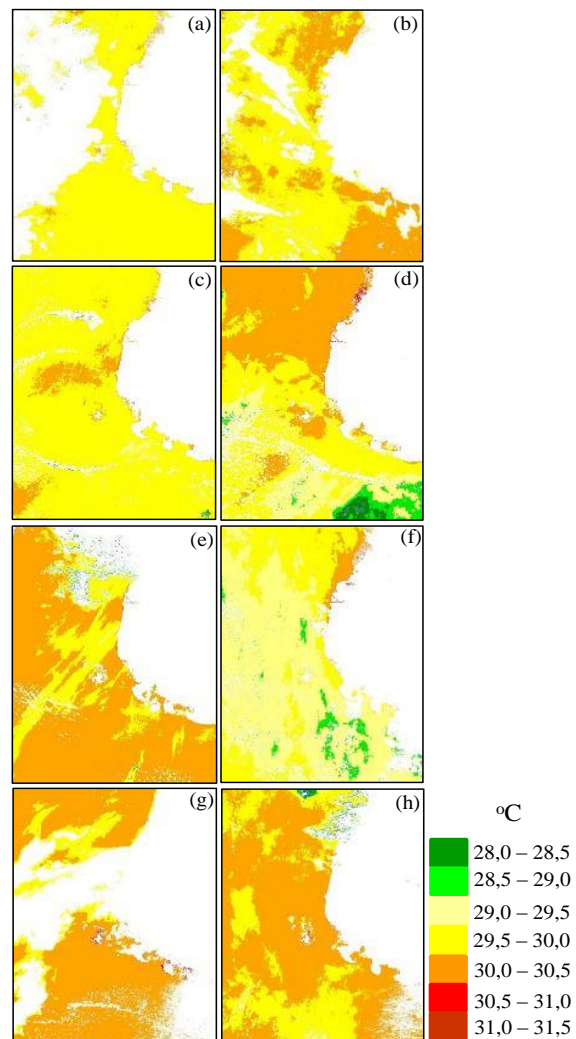 (a)
(b)
(c)
(d)
(e)
(f)
(g)
(h)
°C
28,0 – 28,5
28,5 – 29,0
29,0 – 29,5
29,5 – 30,0
30,0 – 30,5
30,5 – 31,0
31,0 – 31,5